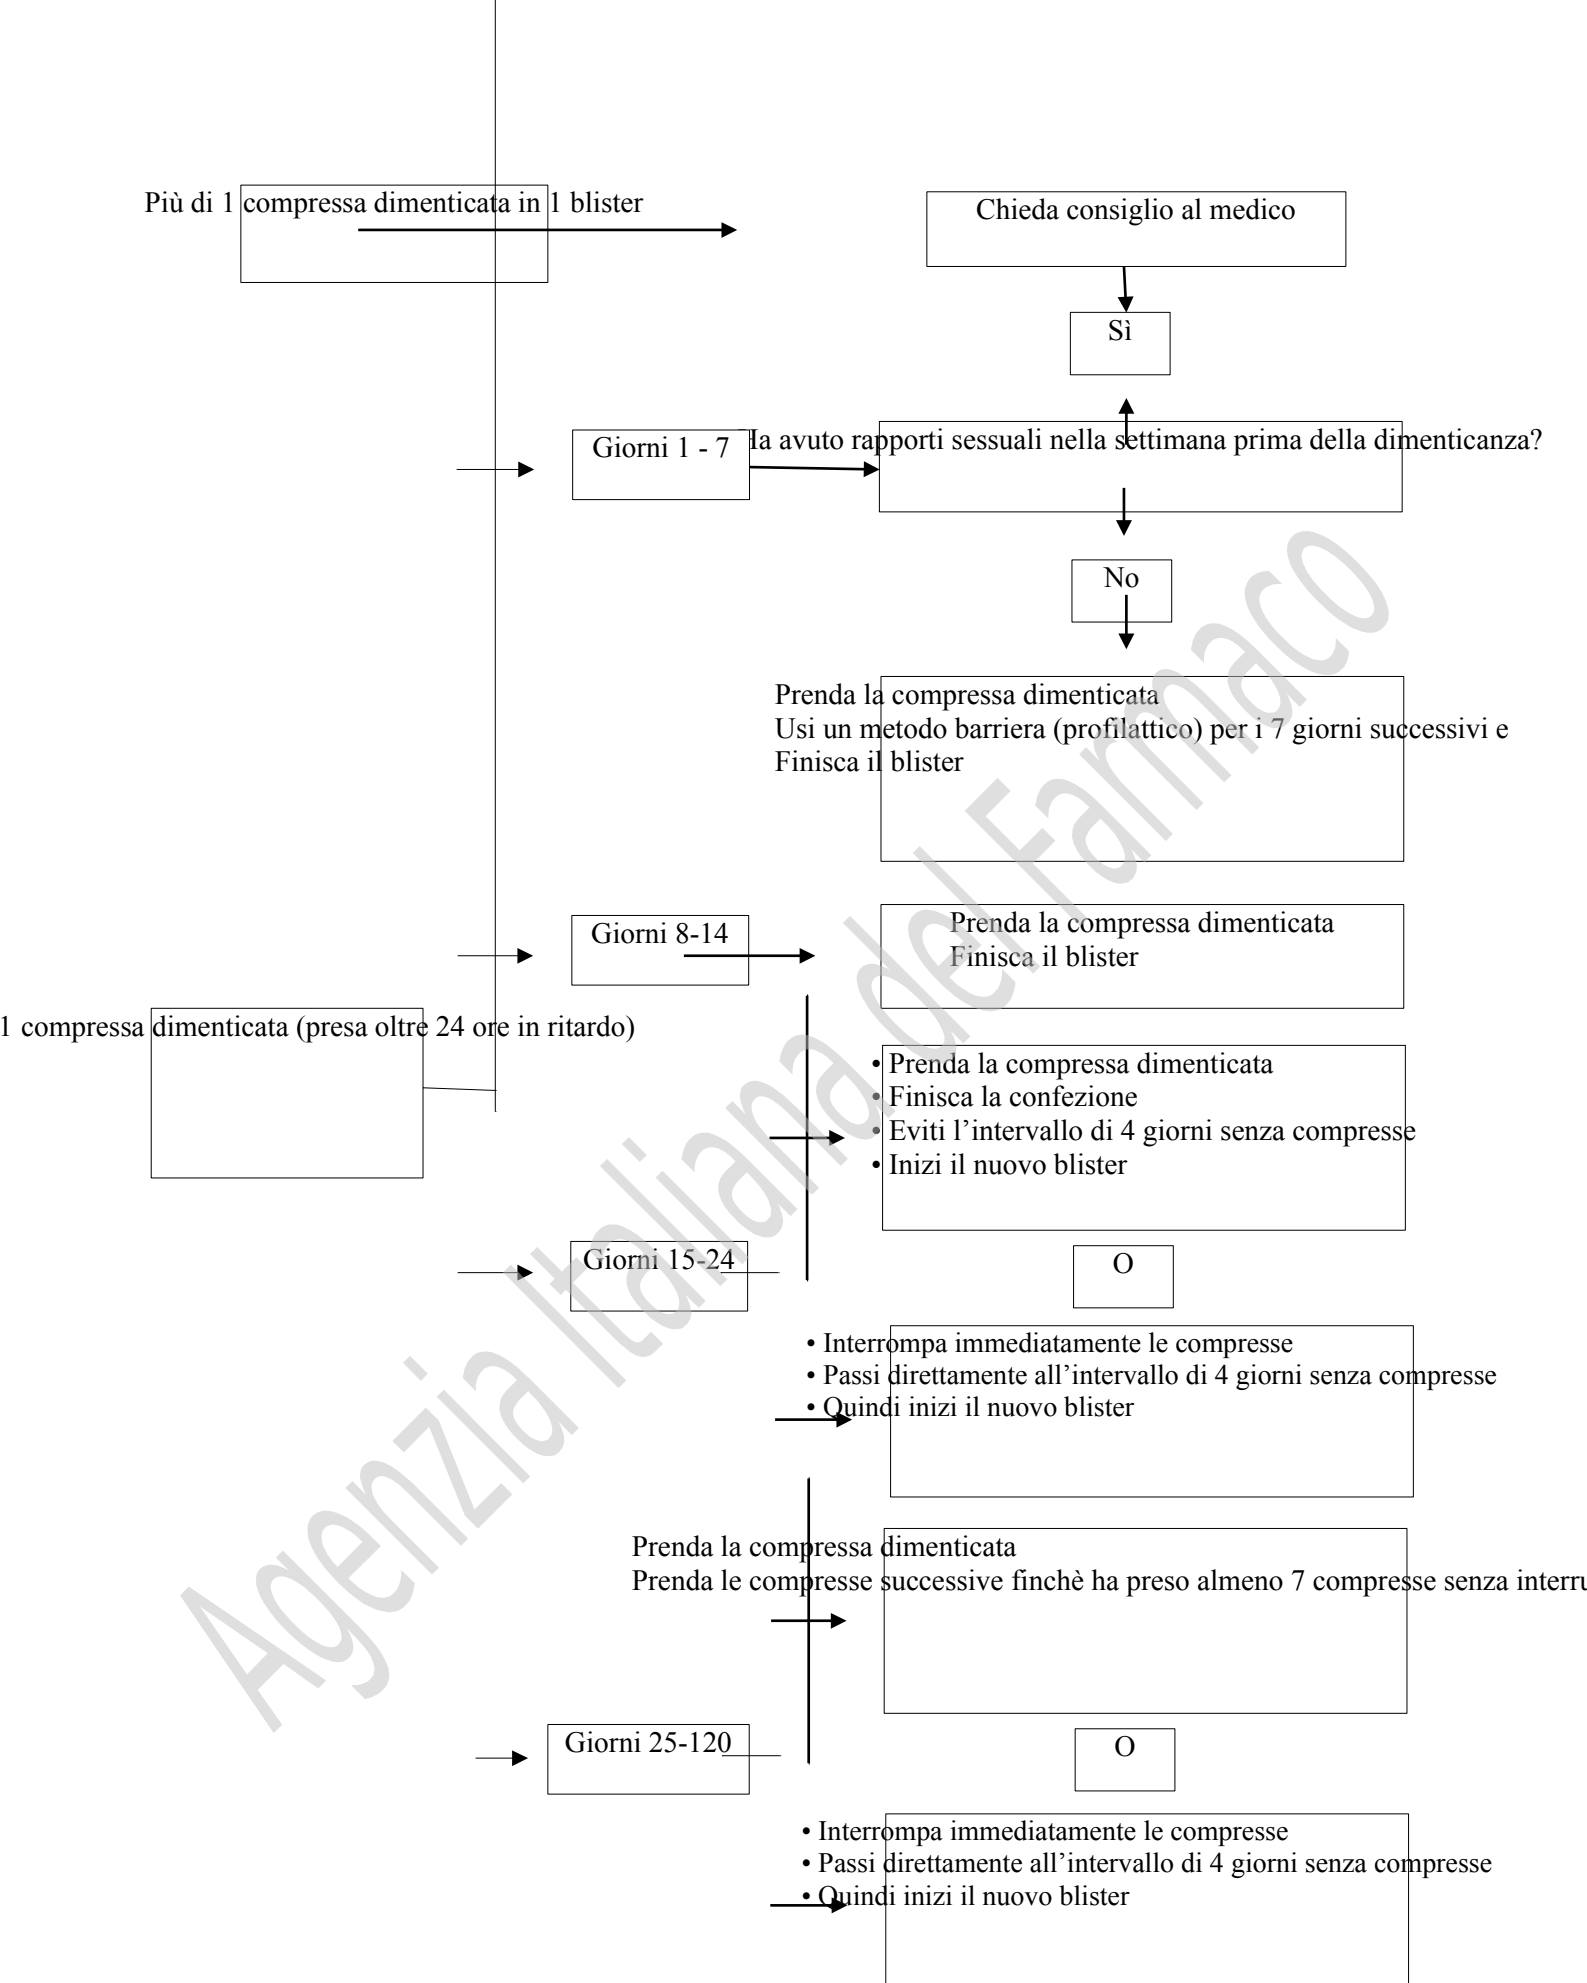 Più di 1 compressa dimenticata in 1 blister
Chieda consiglio al medico
Sì
Giorni 1 - 7
Ha avuto rapporti sessuali nella settimana prima della dimenticanza?
No
Prenda la compressa dimenticata
Usi un metodo barriera (profilattico) per i 7 giorni successivi e
Finisca il blister
Giorni 8-14
Prenda la compressa dimenticata
Finisca il blister
1 compressa dimenticata (presa oltre 24 ore in ritardo)
• Prenda la compressa dimenticata
• Finisca la confezione
• Eviti l’intervallo di 4 giorni senza compresse
• Inizi il nuovo blister
Giorni 15-24
O
• Interrompa immediatamente le compresse
• Passi direttamente all’intervallo di 4 giorni senza compresse
• Quindi inizi il nuovo blister
Prenda la compressa dimenticata
Prenda le compresse successive finchè ha preso almeno 7 compresse senza
Giorni 25-120
O
• Interrompa immediatamente le compresse
• Passi direttamente all’intervallo di 4 giorni senza compresse
• Quindi inizi il nuovo blister
Agenzia Italiana del Farmaco